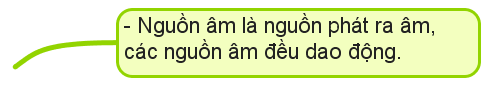 - Nguồn âm là nguồn phát ra âm,
các nguồn âm đều dao động.